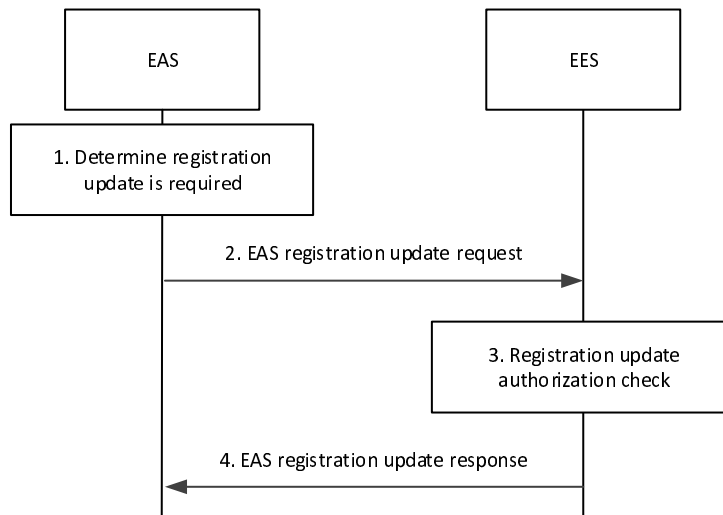 EAS
EES
1. Determine registration
update is required
2. EAS registration update request
3. Registration update
authorization check
4. EAS registration update response